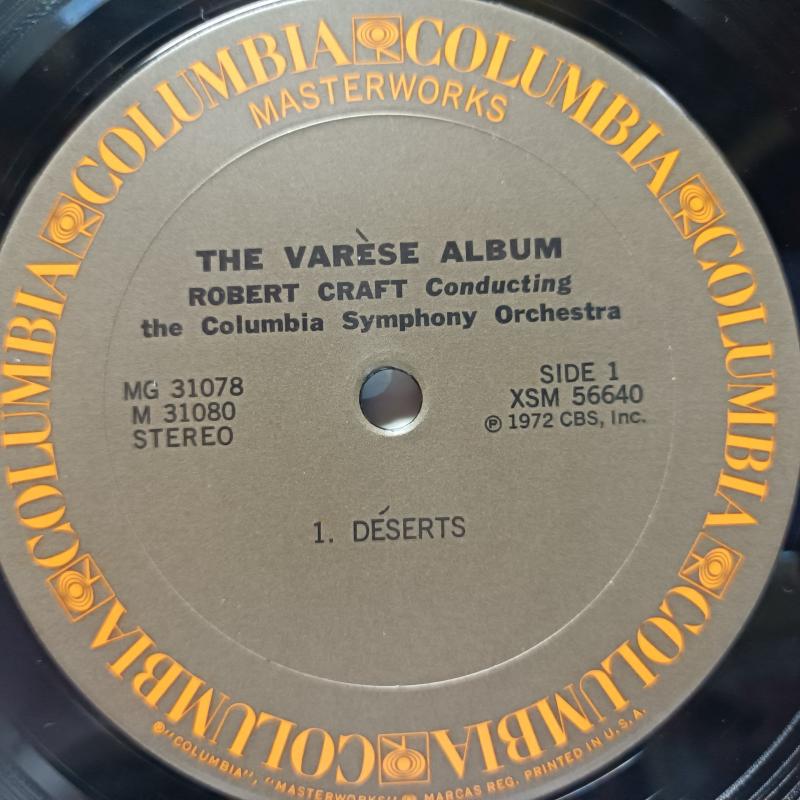 COLUMBIA COLUMBIA COLUMBIA COLUMBIA COLUMBIA COLUMBIA COLUMBIA COLUMBIA
MASTERWORKS
THE VARÈSE ALBUM
ROBERT CRAFT Conducting
the Columbia Symphony Orchestra
MG 31078
M 31080
STEREO
SIDE 1
XSM 56640
℗ 1972 CBS, Inc.
1. DÉSERTS
®"COLUMBIA", "MASTERWORKS" ® MARCAS REG. PRINTED IN U.S.A.